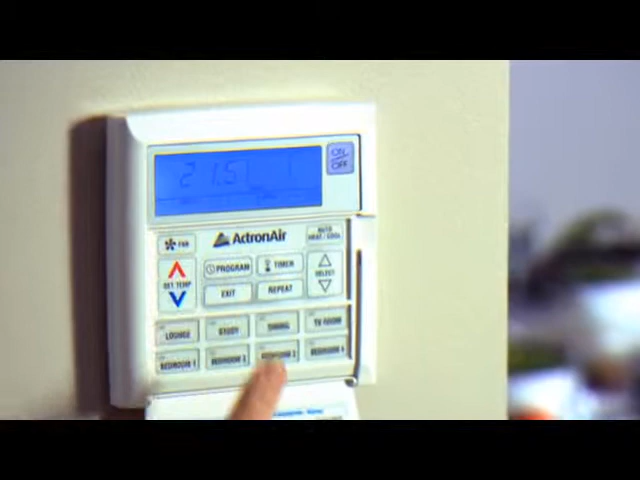 21.5
ON
OFF
FAN
ActronAir
AUTO
HEAT / COOL
SET TEMP
PROGRAM
TIMER
SELECT
EXIT
REPEAT
LOUNGE
STUDY
DINING
TV ROOM
BEDROOM 1
BEDROOM 2
BEDROOM 3
BEDROOM 4